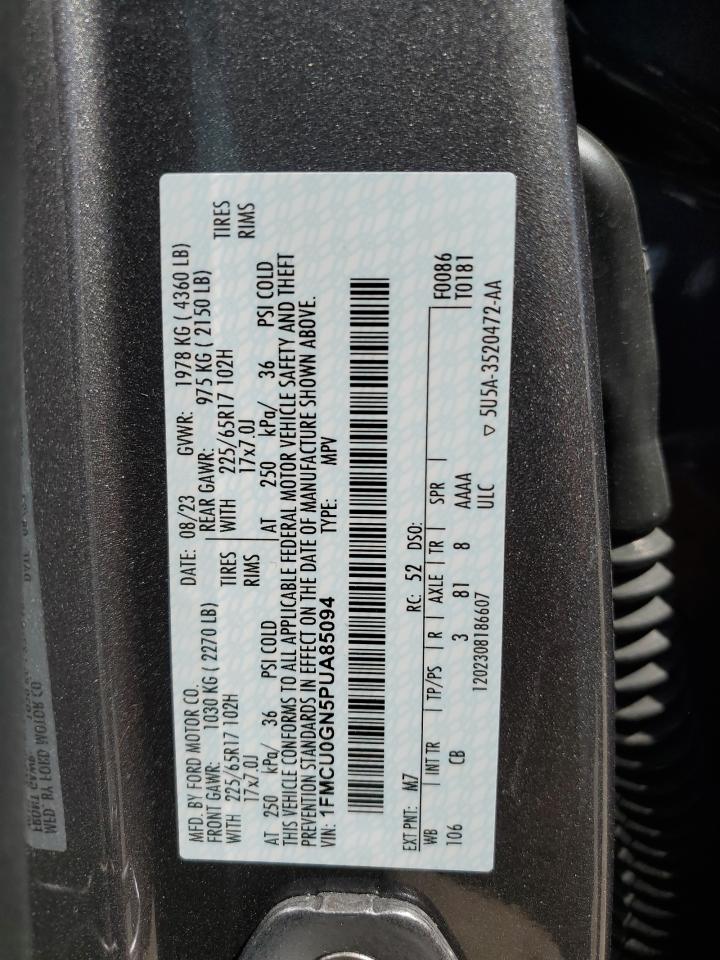 MFD. BY FORD MOTOR CO.
DATE: 08/23 GVWR: 1978 KG ( 4360 LB)
FRONT GAWR: 1030 KG ( 2270 LB) REAR GAWR: 975 KG ( 2150 LB)
WITH 225/65R17 102H TIRES WITH 225/65R17 102H TIRES
17x7.0J RIMS 17x7.0J RIMS
AT 250 kPa/ 36 PSI COLD AT 250 kPa/ 36 PSI COLD
THIS VEHICLE CONFORMS TO ALL APPLICABLE FEDERAL MOTOR VEHICLE SAFETY AND THEFT
PREVENTION STANDARDS IN EFFECT ON THE DATE OF MANUFACTURE SHOWN ABOVE.
VIN: 1FMCU0GN5PUA85094 TYPE: MPV
EXT PNT: M7 RC: 52 DSO: F0086
WB INT TR TP/PS R AXLE TR SPR T0181
106 CB 3 81 8 AAAA
1202308186607 ULC ▽ 5U5A-3520472-AA